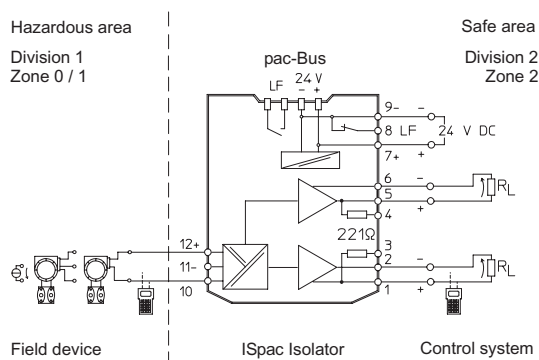 Hazardous area
Safe area
Division 1
Zone 0 / 1
Division 2
Zone 2
pac-Bus
LF
24 V
- +
9-
-
8 LF
24 V DC
7+
+
6
-
5
+
RL
4
221Ω
3
2
-
1
+
RL
12+
11-
10
Field device
ISpac Isolator
Control system